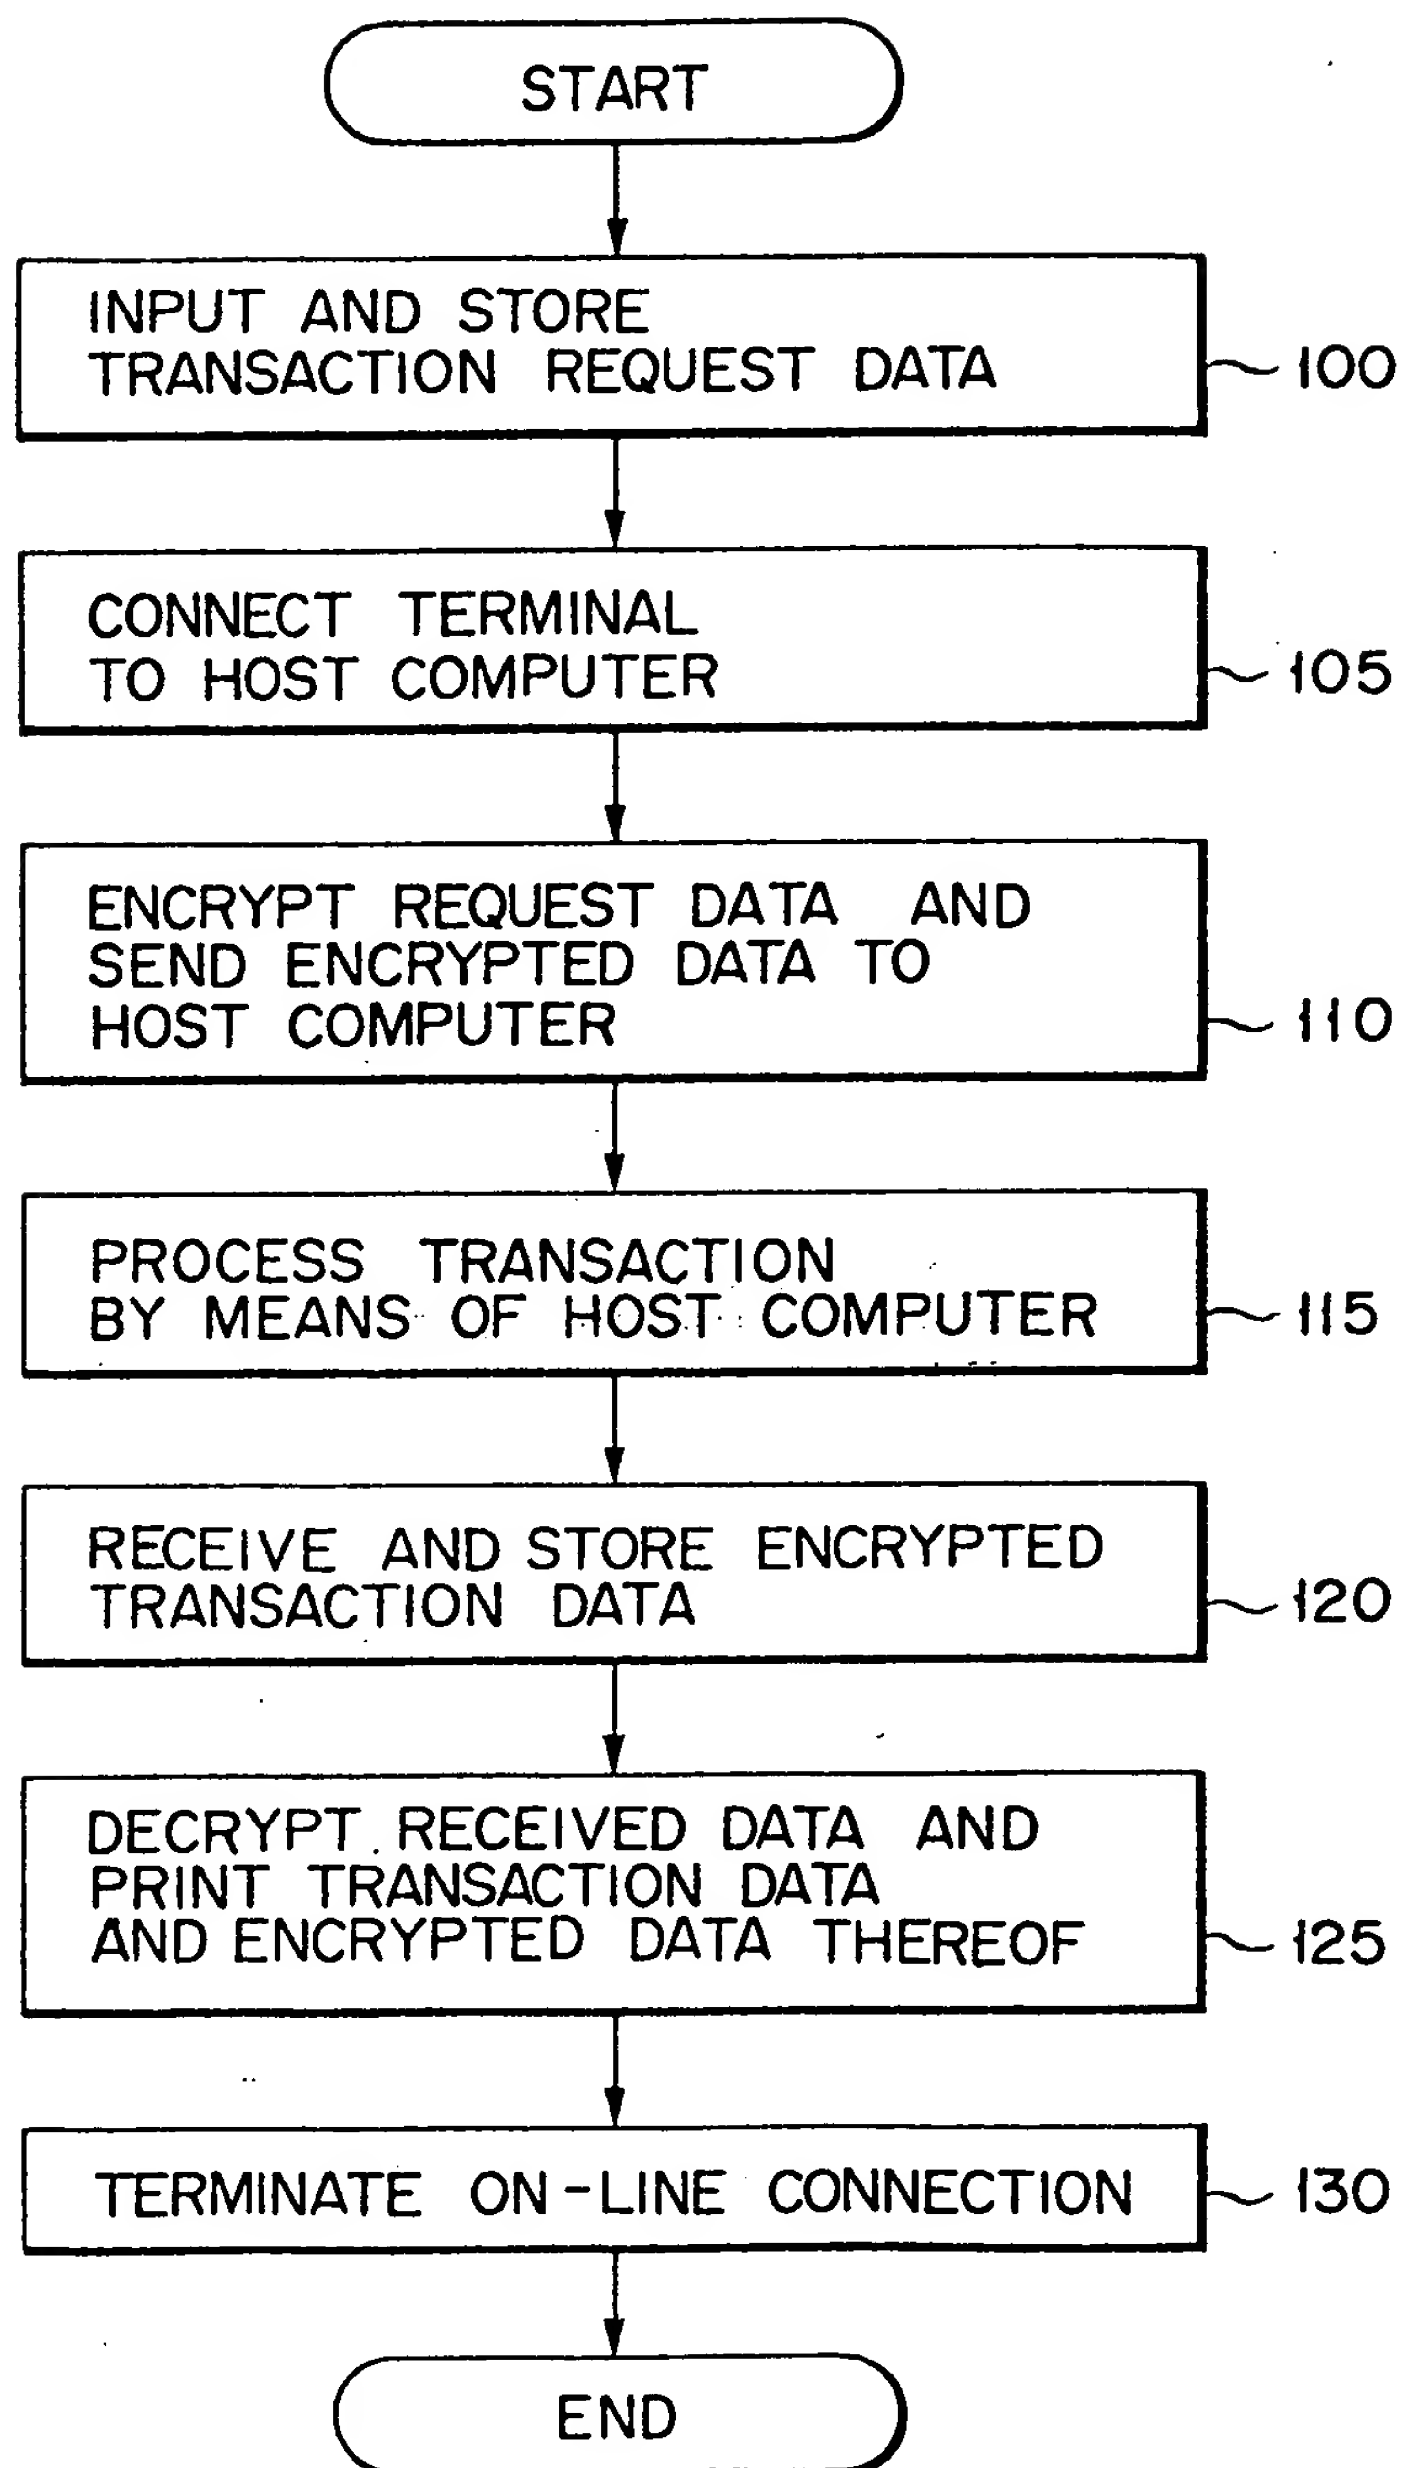 START
INPUT AND STORE
TRANSACTION REQUEST DATA
100
CONNECT TERMINAL
TO HOST COMPUTER
105
ENCRYPT REQUEST DATA AND
SEND ENCRYPTED DATA TO
HOST COMPUTER
110
PROCESS TRANSACTION
BY MEANS OF HOST COMPUTER
115
RECEIVE AND STORE ENCRYPTED
TRANSACTION DATA
120
DECRYPT RECEIVED DATA AND
PRINT TRANSACTION DATA
AND ENCRYPTED DATA THEREOF
125
TERMINATE ON-LINE CONNECTION
130
END